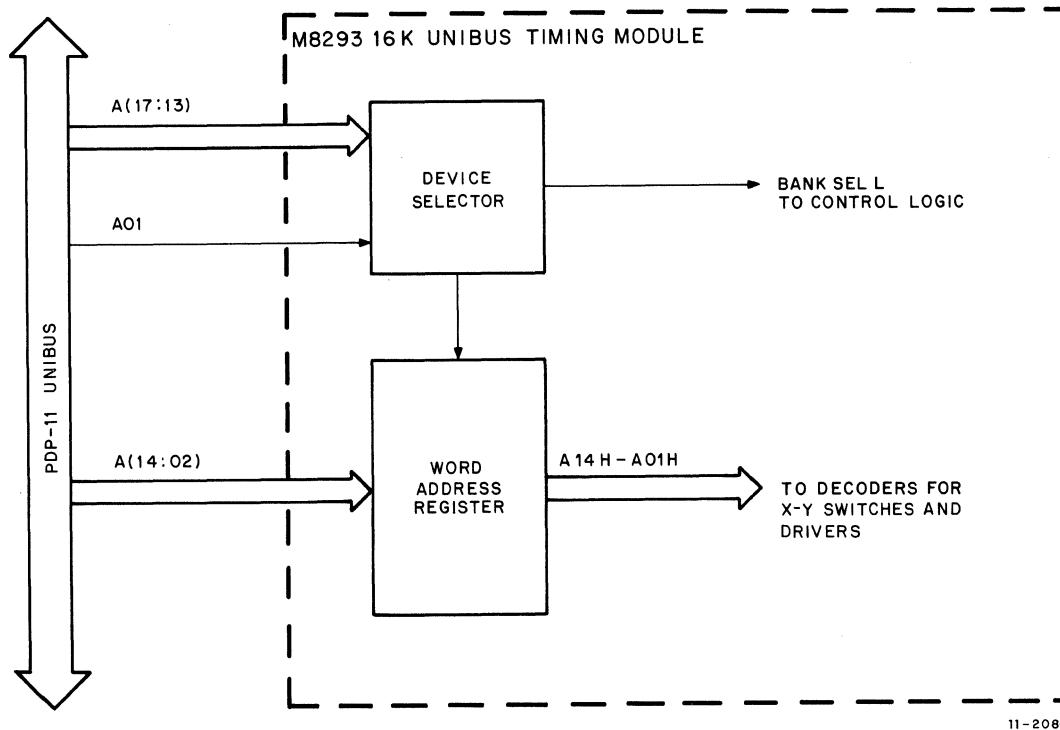 M8293 16K UNIBUS TIMING MODULE
A(17:13)
DEVICE
SELECTOR
BANK SEL L
TO CONTROL LOGIC
A01
PDP-11 UNIBUS
A(14:02)
WORD
ADDRESS
REGISTER
A14H-A01H
TO DECODERS FOR
X-Y SWITCHES AND
DRIVERS
11-208